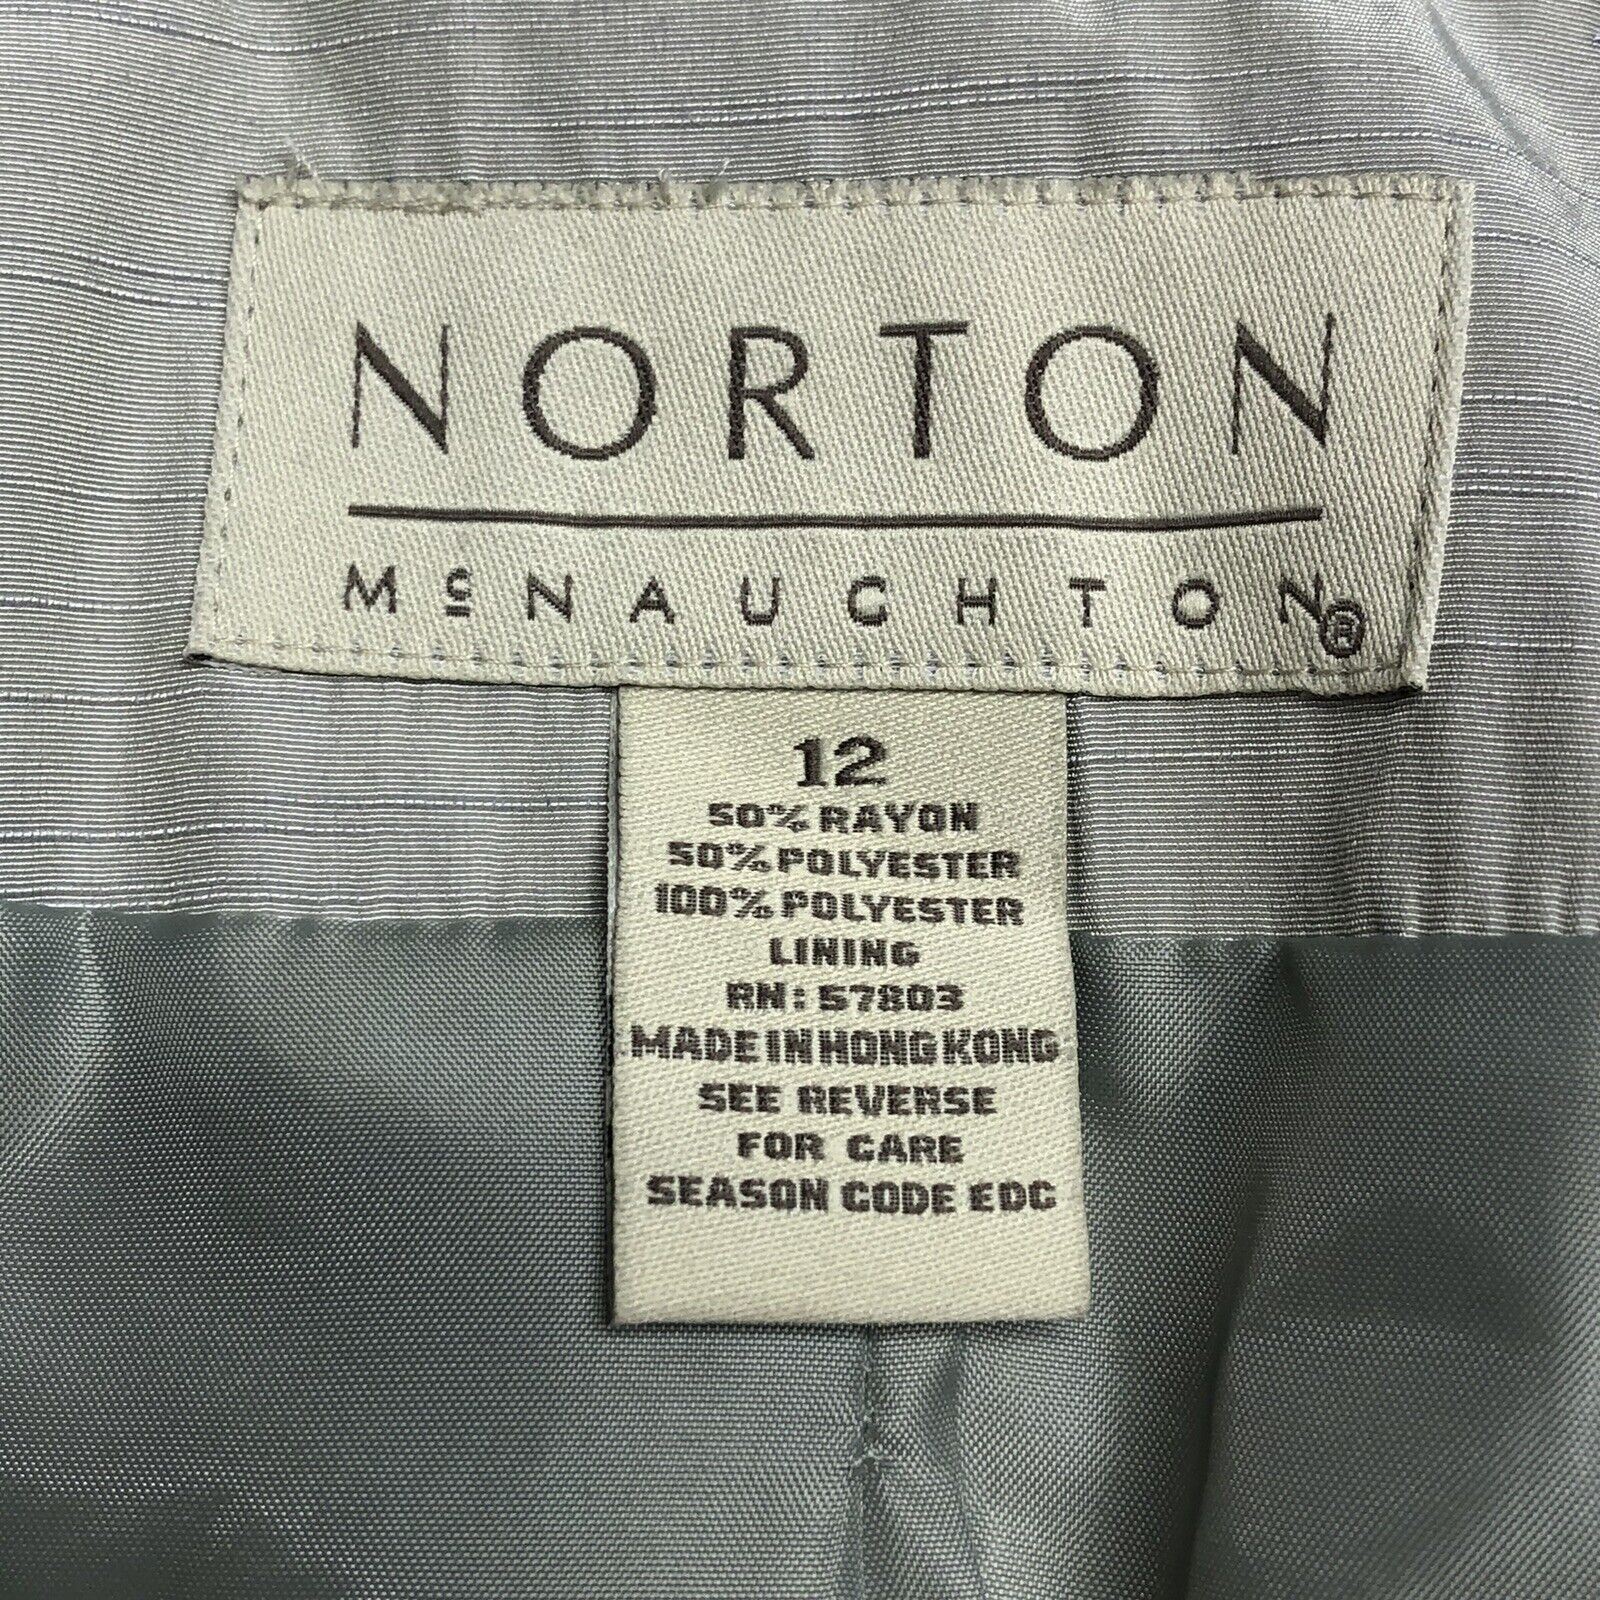 NORTON
McNAUGHTON®
12
50% RAYON
50% POLYESTER
100% POLYESTER
LINING
RN: 57803
MADE IN HONG KONG
SEE REVERSE
FOR CARE
SEASON CODE EDC